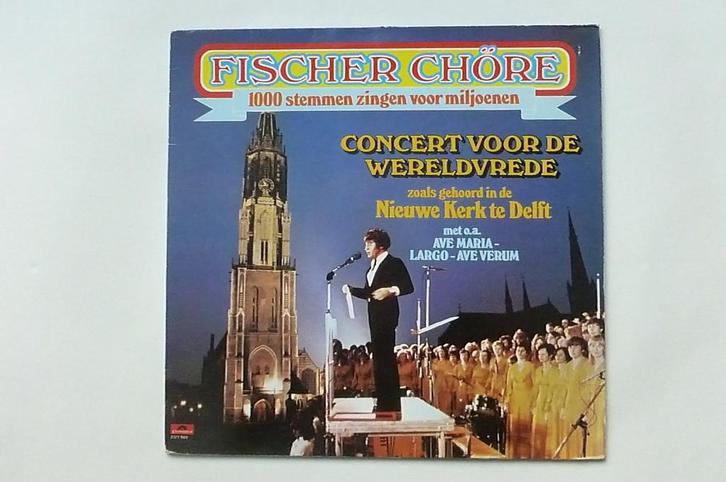 FISCHER CHÖRE
1000 stemmen zingen voor miljoenen
CONCERT VOOR DE
WERELDVREDE
zoals gehoord in de
Nieuwe Kerk te Delft
met o.a.
AVE MARIA-
LARGO-AVE VERUM